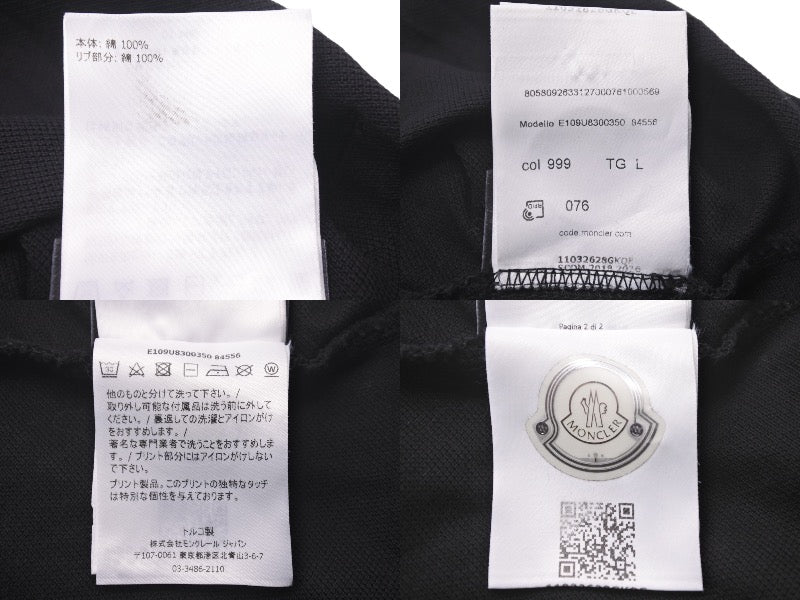 本体: 綿 100%
リブ部分: 綿 100%
8058092633127000761000569
Modello E109U8300350 84556
col 999 TG L
RFID 076
code.moncler.com
11032628GKQF
E109U8300350 84556
他のものと分けて洗って下さい。/
取り外し可能な付属品は洗う前に外して
ください。/ 裏返しての洗濯とアイロンがけ
をおすすめします。/
著名な専門業者で洗うことをおすすめしま
す。/ プリント部分にはアイロンがけしない
で下さい。
プリント製品。このプリントの独特なタッチ
は特別な個性を与えております。
トルコ製
株式会社モンクレール ジャパン
〒107-0061 東京都港区北青山3-6-7
03-3486-2110
Pagina 2 di 2
MONCLER